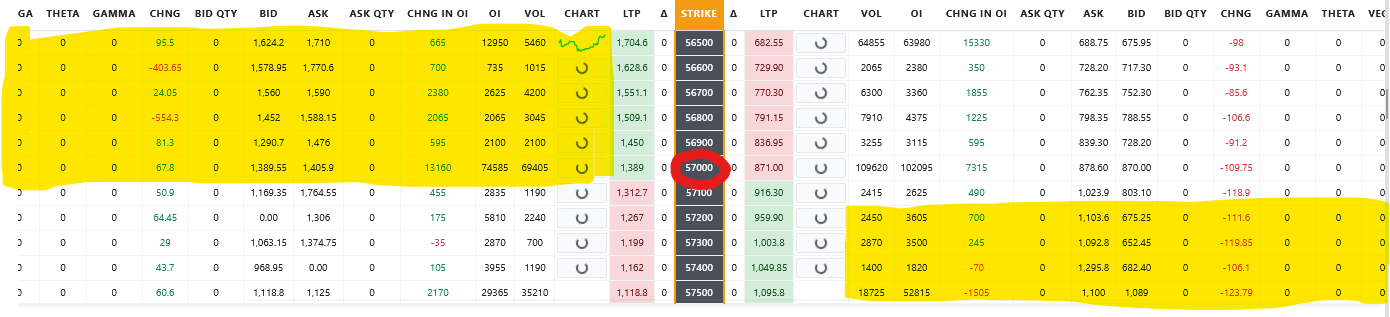 GA THETA GAMMA CHNG BID QTY BID ASK ASK QTY CHNG IN OI OI VOL CHART LTP Δ STRIKE Δ LTP CHART VOL OI CHNG IN OI ASK QTY ASK BID BID QTY CHNG GAMMA THETA VEG
0 0 0 95.5 0 1,624.2 1,710 0 665 12950 5460 1,704.6 0 56500 0 682.55 64855 63980 15330 0 688.75 675.95 0 -98 0 0 0
0 0 0 -403.65 0 1,578.95 1,770.6 0 700 735 1015 1,628.6 0 56600 0 729.90 2065 2380 350 0 728.20 717.30 0 -93.1 0 0 0
0 0 0 24.05 0 1,560 1,590 0 2380 2625 4200 1,551.1 0 56700 0 770.30 6300 3360 1855 0 762.35 752.30 0 -85.6 0 0 0
0 0 0 -554.3 0 1,452 1,588.15 0 2065 2065 3045 1,509.1 0 56800 0 791.15 7910 4375 1225 0 798.35 788.55 0 -106.6 0 0 0
0 0 0 81.3 0 1,290.7 1,476 0 595 2100 2100 1,450 0 56900 0 836.95 3255 3115 595 0 839.30 728.20 0 -91.2 0 0 0
0 0 0 67.8 0 1,389.55 1,405.9 0 13160 74585 69405 1,389 0 57000 0 871.00 109620 102095 7315 0 878.60 870.00 0 -109.75 0 0 0
0 0 0 50.9 0 1,169.35 1,764.55 0 455 2835 1190 1,312.7 0 57100 0 916.30 2415 2625 490 0 1,023.9 803.10 0 -118.9 0 0 0
0 0 0 64.45 0 0.00 1,306 0 175 5810 2240 1,267 0 57200 0 959.90 2450 3605 700 0 1,103.6 675.25 0 -111.6 0 0 0
0 0 0 29 0 1,063.15 1,374.75 0 -35 2870 700 1,199 0 57300 0 1,003.8 2870 3500 245 0 1,092.8 652.45 0 -119.85 0 0 0
0 0 0 43.7 0 968.95 0.00 0 105 3955 1190 1,162 0 57400 0 1,049.85 1400 1820 -70 0 1,295.8 682.40 0 -106.1 0 0 0
0 0 0 60.6 0 1,118.8 1,125 0 2170 29365 35210 1,118.8 0 57500 0 1,095.8 18725 52815 -1505 0 1,100 1,089 0 -123.79 0 0 0